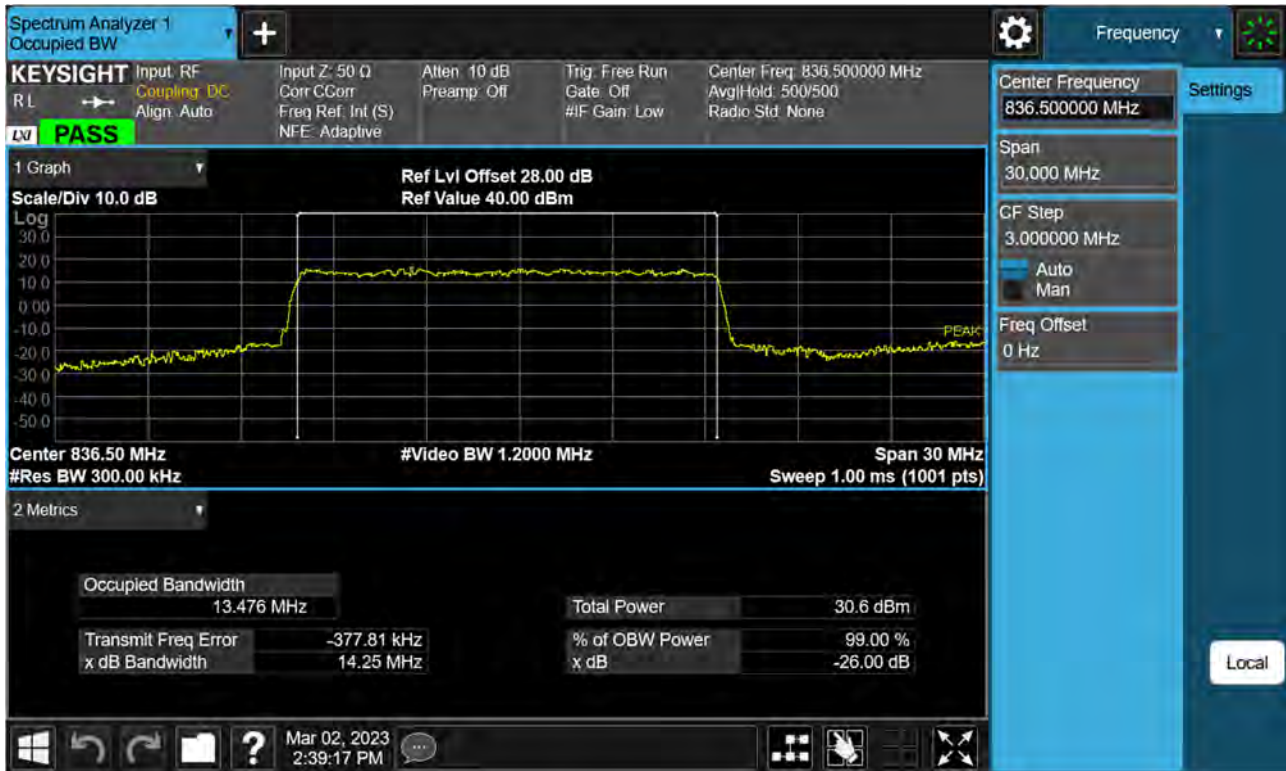 Spectrum Analyzer 1
Occupied BW
+
Frequency
KEYSIGHT
R L
LXI PASS
Input: RF
Coupling: DC
Align: Auto
Input Z: 50 Ω
Corr CCorr
Freq Ref: Int (S)
NFE: Adaptive
Atten: 10 dB
Preamp: Off
Trig: Free Run
Gate: Off
#IF Gain: Low
Center Freq: 836.500000 MHz
Avg|Hold: 500/500
Radio Std: None
Center Frequency
836.500000 MHz
Settings
Span
30.000 MHz
CF Step
3.000000 MHz
Auto
Man
Freq Offset
0 Hz
Local
1 Graph
Scale/Div 10.0 dB
Ref Lvl Offset 28.00 dB
Ref Value 40.00 dBm
Log
30.0
20.0
10.0
0.00
-10.0
-20.0
-30.0
-40.0
-50.0
PEAK
Center 836.50 MHz
#Video BW 1.2000 MHz
Span 30 MHz
#Res BW 300.00 kHz
Sweep 1.00 ms (1001 pts)
2 Metrics
Occupied Bandwidth
13.476 MHz
Total Power 30.6 dBm
Transmit Freq Error -377.81 kHz
% of OBW Power 99.00 %
x dB Bandwidth 14.25 MHz
x dB -26.00 dB
?
Mar 02, 2023
2:39:17 PM